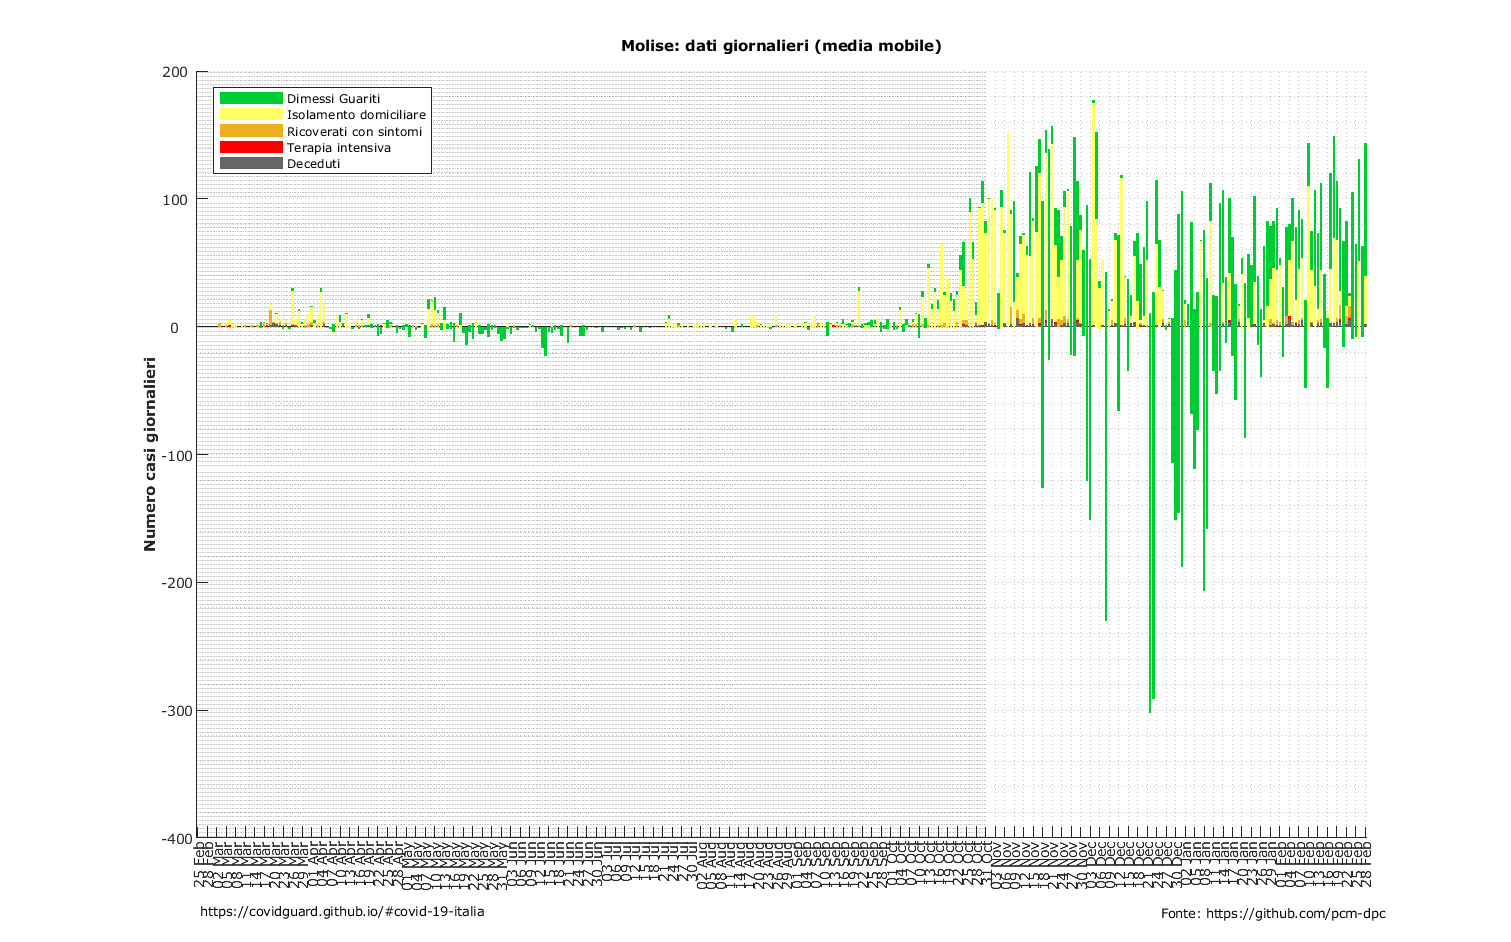 Molise: dati giornalieri (media mobile)
Numero casi giornalieri
200
100
0
-100
-200
-300
-400
Dimessi Guariti
Isolamento domiciliare
Ricoverati con sintomi
Terapia intensiva
Deceduti
25 Feb
28 Feb
02 Mar
05 Mar
08 Mar
11 Mar
14 Mar
17 Mar
20 Mar
23 Mar
26 Mar
29 Mar
01 Apr
04 Apr
07 Apr
10 Apr
13 Apr
16 Apr
19 Apr
22 Apr
25 Apr
28 Apr
01 May
04 May
07 May
10 May
13 May
16 May
19 May
22 May
25 May
28 May
31 May
03 Jun
06 Jun
09 Jun
12 Jun
15 Jun
18 Jun
21 Jun
24 Jun
27 Jun
30 Jun
03 Jul
06 Jul
09 Jul
12 Jul
15 Jul
18 Jul
21 Jul
24 Jul
27 Jul
30 Jul
02 Aug
05 Aug
08 Aug
11 Aug
14 Aug
17 Aug
20 Aug
23 Aug
26 Aug
29 Aug
01 Sep
04 Sep
07 Sep
10 Sep
13 Sep
16 Sep
19 Sep
22 Sep
25 Sep
28 Sep
01 Oct
04 Oct
07 Oct
10 Oct
13 Oct
16 Oct
19 Oct
22 Oct
25 Oct
28 Oct
31 Oct
03 Nov
06 Nov
09 Nov
12 Nov
15 Nov
18 Nov
21 Nov
24 Nov
27 Nov
30 Nov
03 Dec
06 Dec
09 Dec
12 Dec
15 Dec
18 Dec
21 Dec
24 Dec
27 Dec
30 Dec
02 Jan
05 Jan
08 Jan
11 Jan
14 Jan
17 Jan
20 Jan
23 Jan
26 Jan
29 Jan
01 Feb
04 Feb
07 Feb
10 Feb
13 Feb
16 Feb
19 Feb
22 Feb
25 Feb
28 Feb
https://covidguard.github.io/#covid-19-italia
Fonte: https://github.com/pcm-dpc